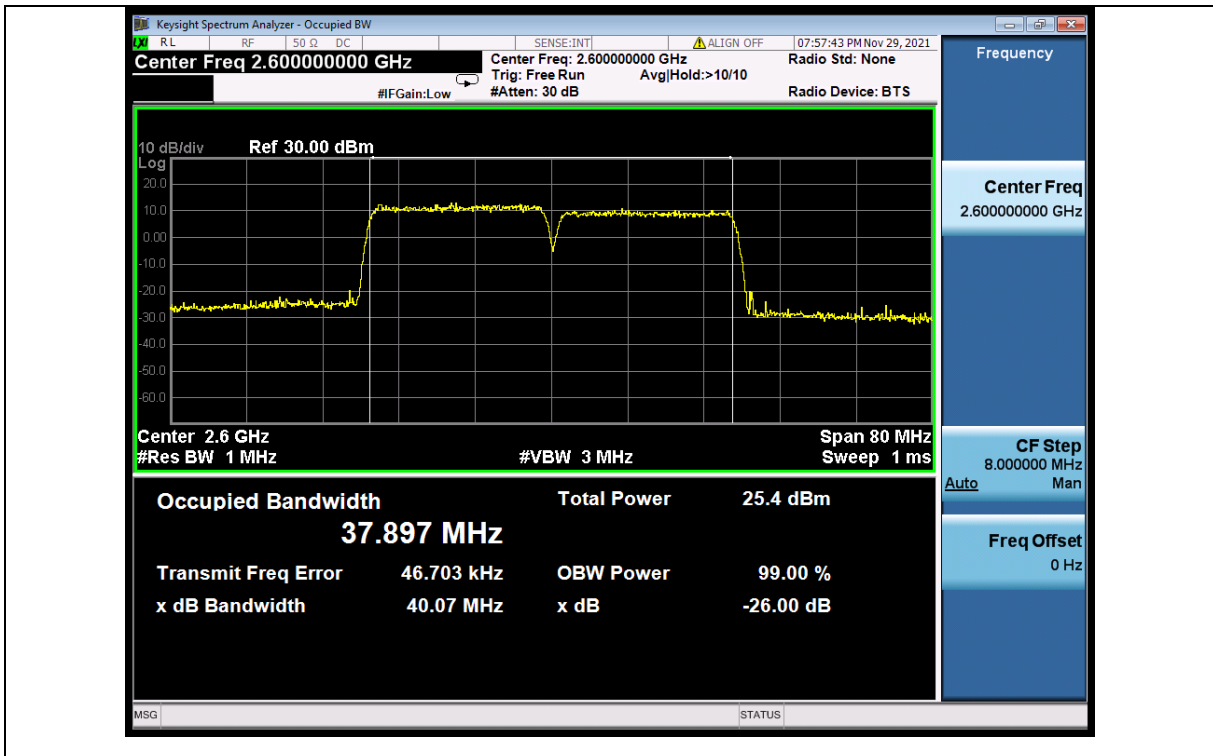 Keysight Spectrum Analyzer - Occupied BW
LXI RL RF 50 Ω DC SENSE:INT ALIGN OFF 07:57:43 PM Nov 29, 2021
Center Freq 2.600000000 GHz Center Freq: 2.600000000 GHz Radio Std: None
Trig: Free Run Avg|Hold:>10/10
#IFGain:Low #Atten: 30 dB Radio Device: BTS
Frequency
10 dB/div Ref 30.00 dBm
Log
20.0
10.0
0.00
-10.0
-20.0
-30.0
-40.0
-50.0
-60.0
Center 2.6 GHz Span 80 MHz
#Res BW 1 MHz #VBW 3 MHz Sweep 1 ms
Center Freq
2.600000000 GHz
CF Step
8.000000 MHz
Auto Man
Freq Offset
0 Hz
Occupied Bandwidth Total Power 25.4 dBm
37.897 MHz
Transmit Freq Error 46.703 kHz OBW Power 99.00 %
x dB Bandwidth 40.07 MHz x dB -26.00 dB
MSG STATUS